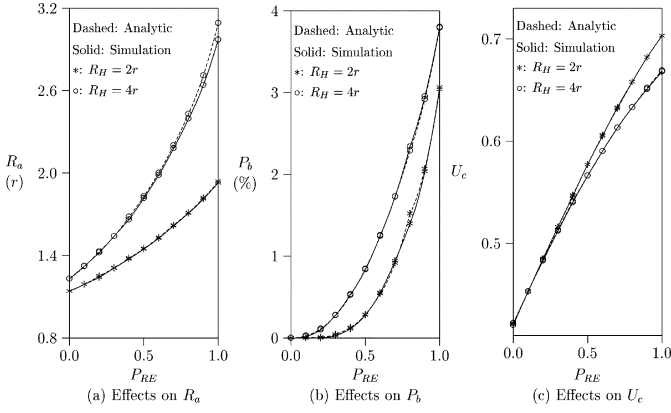 3.2
2.6
2.0
1.4
0.8
R_a
(r)
Dashed: Analytic
Solid: Simulation
*: R_H = 2r
○: R_H = 4r
0.0
0.5
1.0
P_RE
(a) Effects on R_a
4
3
2
1
0
P_b
(%)
Dashed: Analytic
Solid: Simulation
*: R_H = 2r
○: R_H = 4r
0.0
0.5
1.0
P_RE
(b) Effects on P_b
0.7
0.6
0.5
U_c
Dashed: Analytic
Solid: Simulation
*: R_H = 2r
○: R_H = 4r
0.0
0.5
1.0
P_RE
(c) Effects on U_c